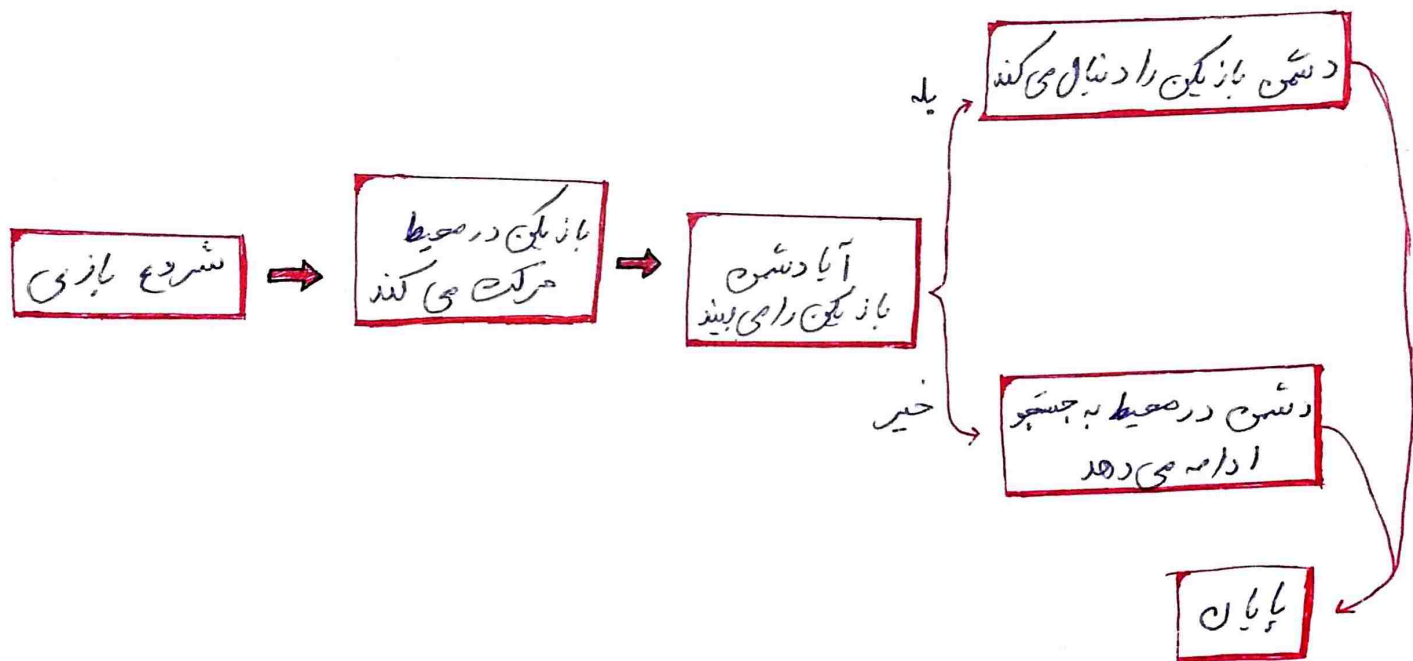 شروع بازی
بازیکن در محیط
حرکت می کند
آیا دشمن
بازیکن را می بیند
بله
دشمن بازیکن را دنبال می کند
خیر
دشمن در محیط به جستجو
ادامه می دهد
پایان